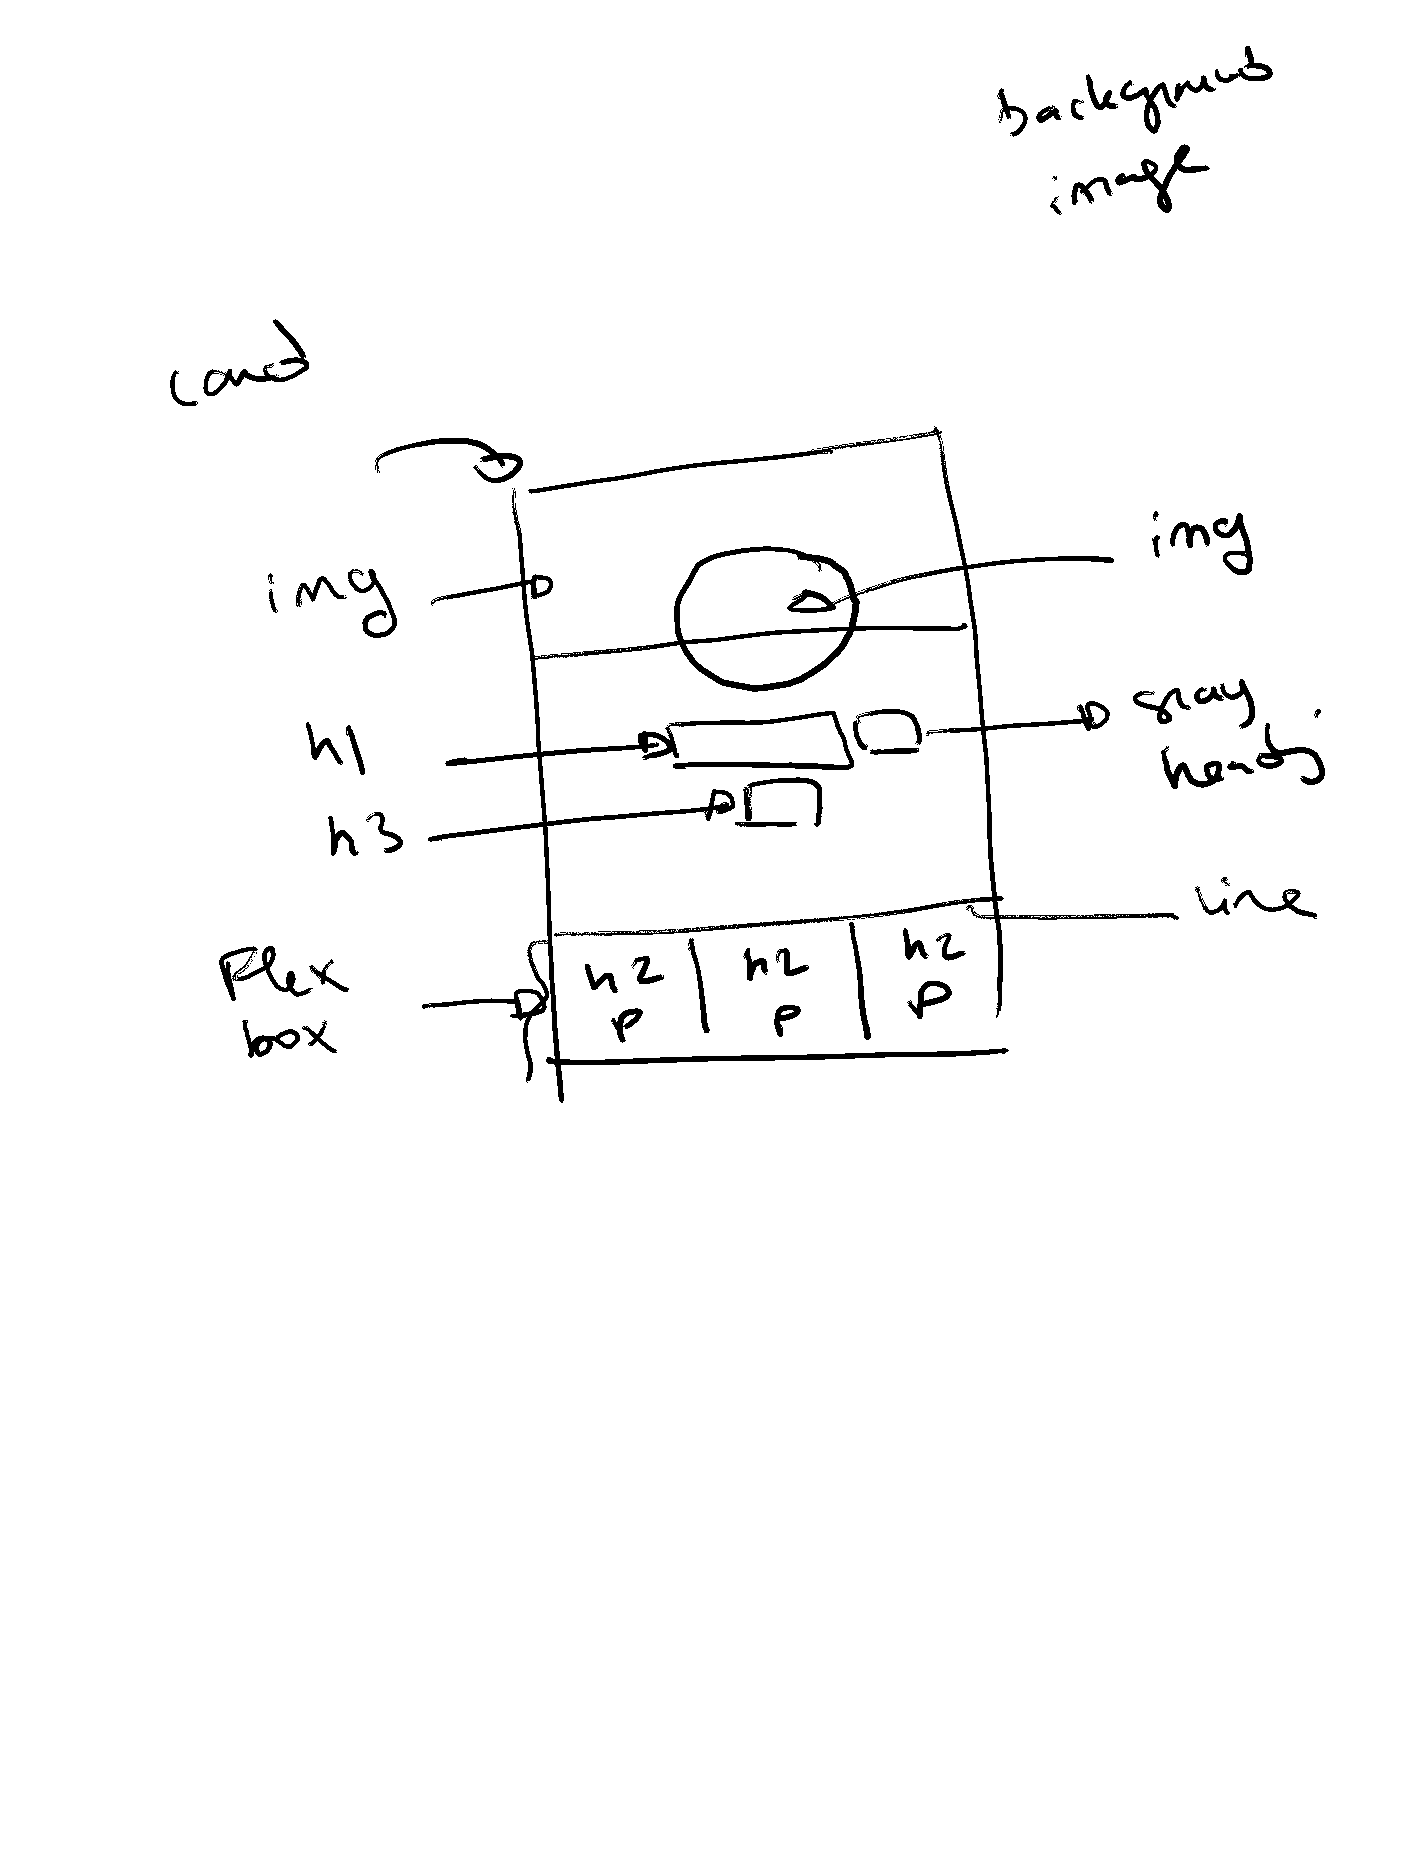 background
image
card
img
img
h1
gray
heading
h3
line
Flex
box
h2
h2
h2
p
p
p